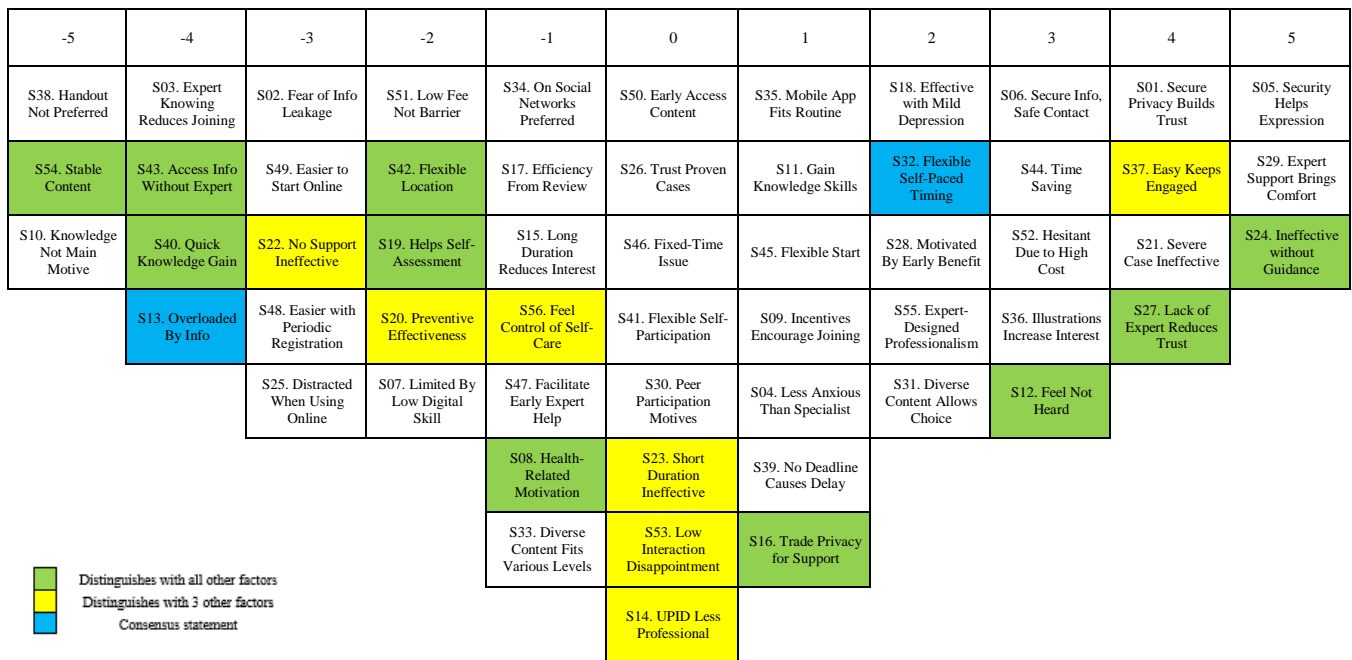 -5 -4 -3 -2 -1 0 1 2 3 4 5
S38. Handout
Not Preferred
S03. Expert
Knowing
Reduces Joining
S02. Fear of Info
Leakage
S51. Low Fee
Not Barrier
S34. On Social
Networks
Preferred
S50. Early Access
Content
S35. Mobile App
Fits Routine
S18. Effective
with Mild
Depression
S06. Secure Info,
Safe Contact
S01. Secure
Privacy Builds
Trust
S05. Security
Helps
Expression
S54. Stable
Content
S43. Access Info
Without Expert
S49. Easier to
Start Online
S42. Flexible
Location
S17. Efficiency
From Review
S26. Trust Proven
Cases
S11. Gain
Knowledge Skills
S32. Flexible
Self-Paced
Timing
S44. Time
Saving
S37. Easy Keeps
Engaged
S29. Expert
Support Brings
Comfort
S10. Knowledge
Not Main
Motive
S40. Quick
Knowledge Gain
S22. No Support
Ineffective
S19. Helps Self-
Assessment
S15. Long
Duration
Reduces Interest
S46. Fixed-Time
Issue
S45. Flexible Start
S28. Motivated
By Early Benefit
S52. Hesitant
Due to High
Cost
S21. Severe
Case Ineffective
S24. Ineffective
without
Guidance
S13. Overloaded
By Info
S48. Easier with
Periodic
Registration
S20. Preventive
Effectiveness
S56. Feel
Control of Self-
Care
S41. Flexible Self-
Participation
S09. Incentives
Encourage Joining
S55. Expert-
Designed
Professionalism
S36. Illustrations
Increase Interest
S27. Lack of
Expert Reduces
Trust
S25. Distracted
When Using
Online
S07. Limited By
Low Digital
Skill
S47. Facilitate
Early Expert
Help
S30. Peer
Participation
Motives
S04. Less Anxious
Than Specialist
S31. Diverse
Content Allows
Choice
S12. Feel Not
Heard
S08. Health-
Related
Motivation
S23. Short
Duration
Ineffective
S39. No Deadline
Causes Delay
S33. Diverse
Content Fits
Various Levels
S53. Low
Interaction
Disappointment
S16. Trade Privacy
for Support
S14. UPID Less
Professional
Distinguishes with all other factors
Distinguishes with 3 other factors
Consensus statement